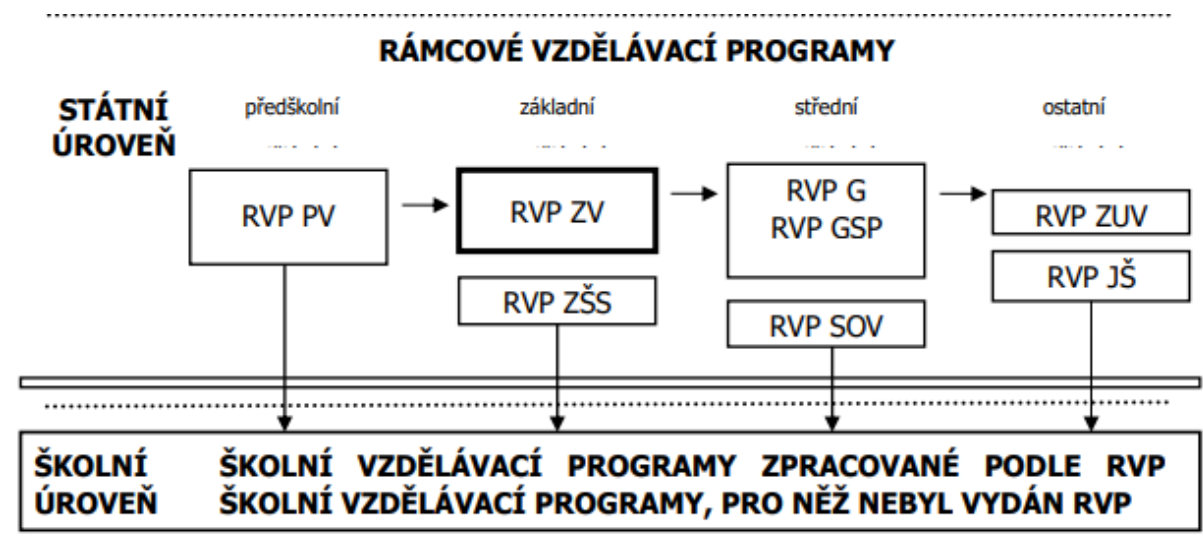 RÁMCOVÉ VZDĚLÁVACÍ PROGRAMY
STÁTNÍ
ÚROVEŇ
předškolní
základní
střední
ostatní
RVP PV
RVP ZV
RVP ZŠS
RVP G
RVP GSP
RVP SOV
RVP ZUV
RVP JŠ
ŠKOLNÍ
ÚROVEŇ
ŠKOLNÍ VZDĚLÁVACÍ PROGRAMY ZPRACOVANÉ PODLE RVP
ŠKOLNÍ VZDĚLÁVACÍ PROGRAMY, PRO NĚŽ NEBYL VYDÁN RVP